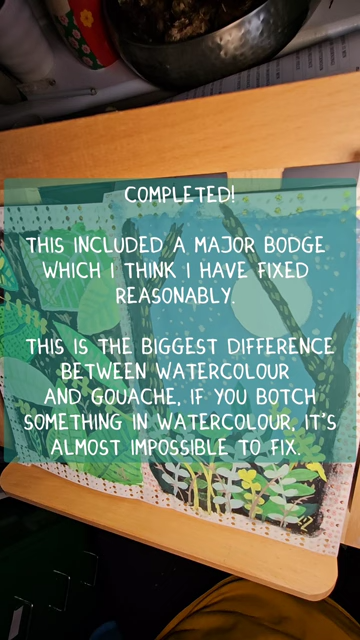 COMPLETED!
THIS INCLUDED A MAJOR BODGE
WHICH I THINK I HAVE FIXED
REASONABLY.
THIS IS THE BIGGEST DIFFERENCE
BETWEEN WATERCOLOUR
AND GOUACHE, IF YOU BOTCH
SOMETHING IN WATERCOLOUR, IT'S
ALMOST IMPOSSIBLE TO FIX.